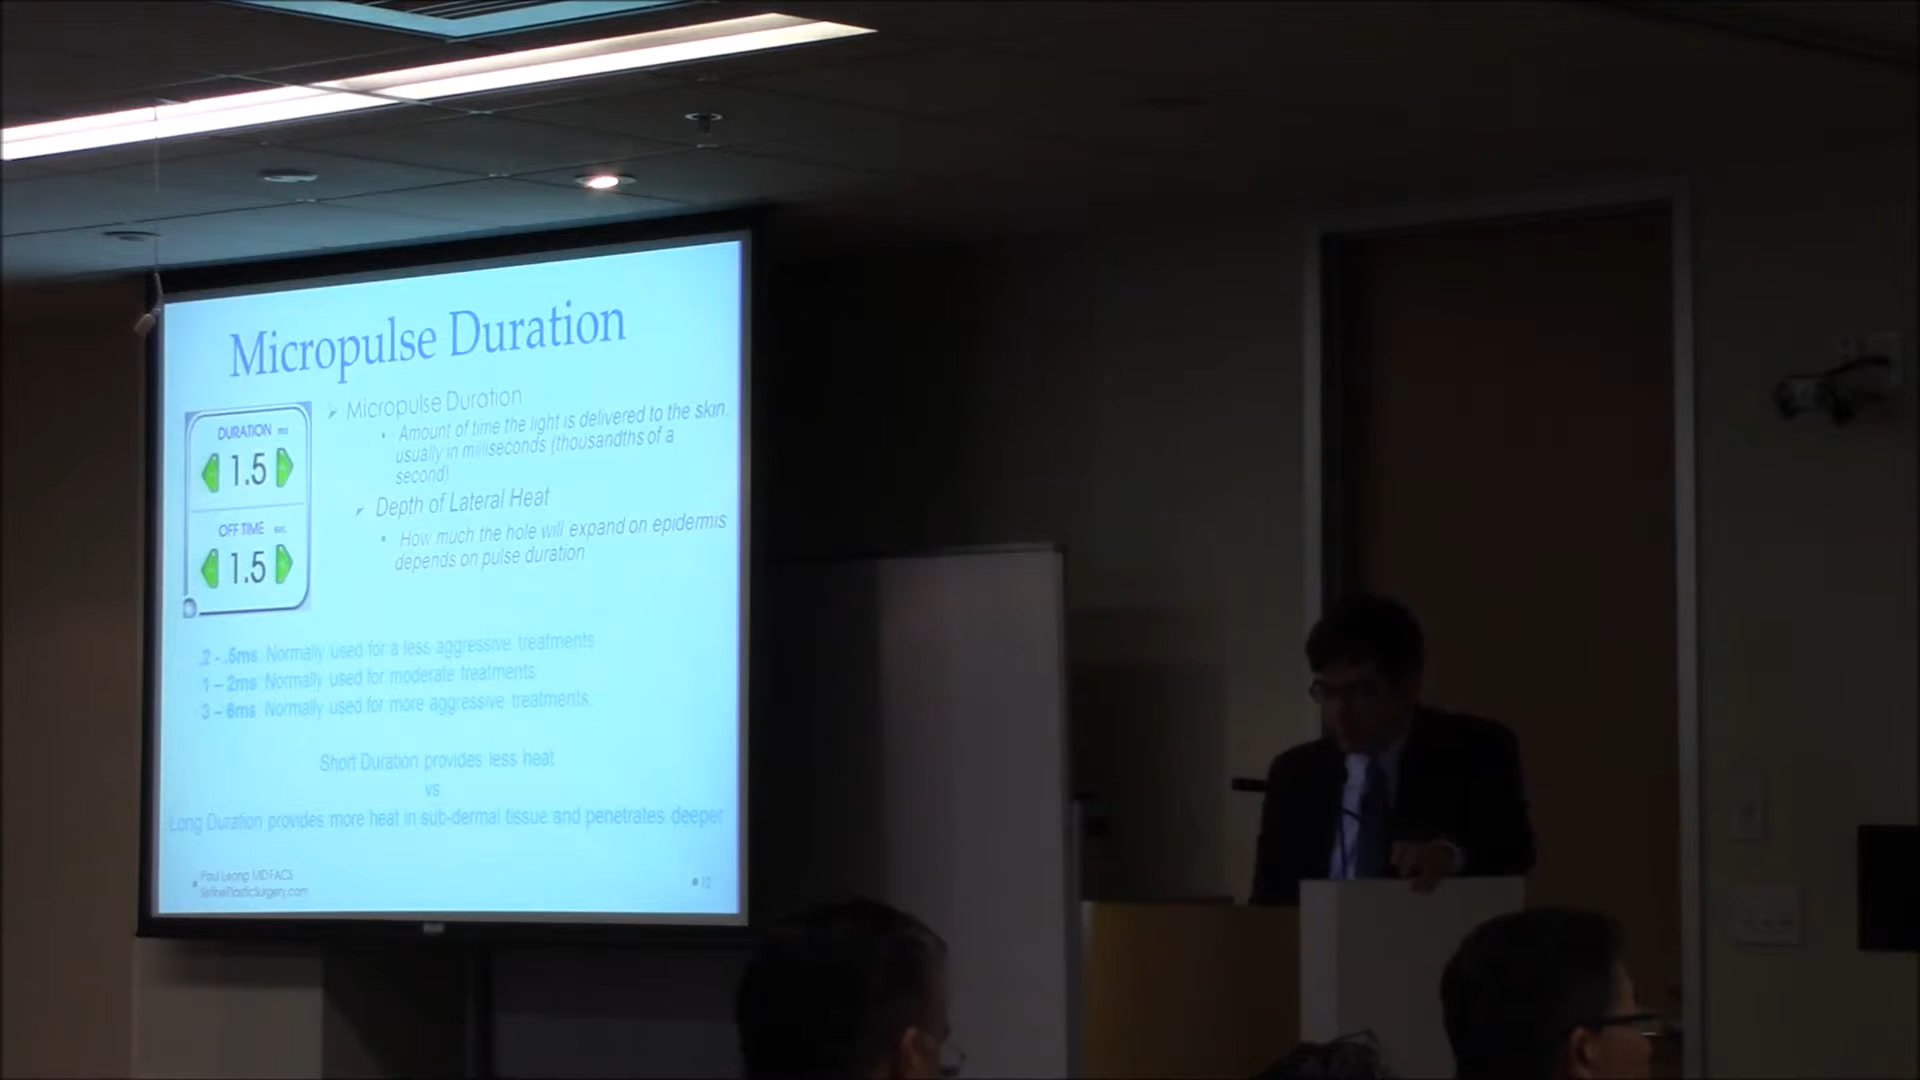 Micropulse Duration
DURATION ms
1.5
OFF TIME sec
1.5
Micropulse Duration
Amount of time the light is delivered to the skin,
usually in milliseconds (thousandths of a
second)
Depth of Lateral Heat
How much the hole will expand on epidermis
depends on pulse duration
.2 - .5ms Normally used for a less aggressive treatments
1 – 2ms Normally used for moderate treatments
3 – 6ms Normally used for more aggressive treatments
Short Duration provides less heat
vs
Long Duration provides more heat in sub-dermal tissue and penetrates deeper
Paul Leong MD FACS
12